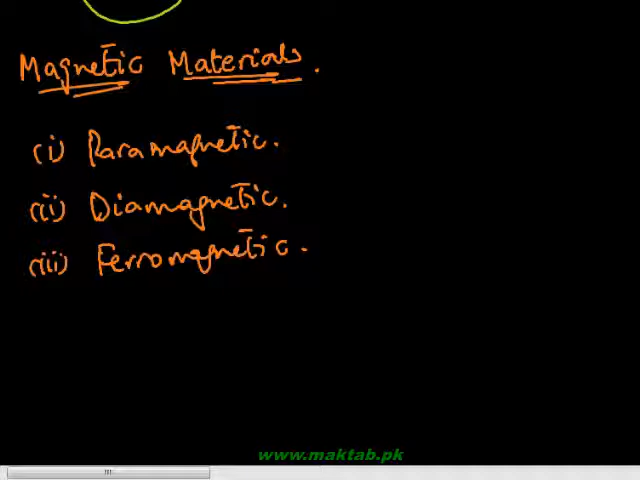 Magnetic Materials.
(i) Paramagnetic.
(ii) Diamagnetic.
(iii) Ferromagnetic.
www.maktab.pk